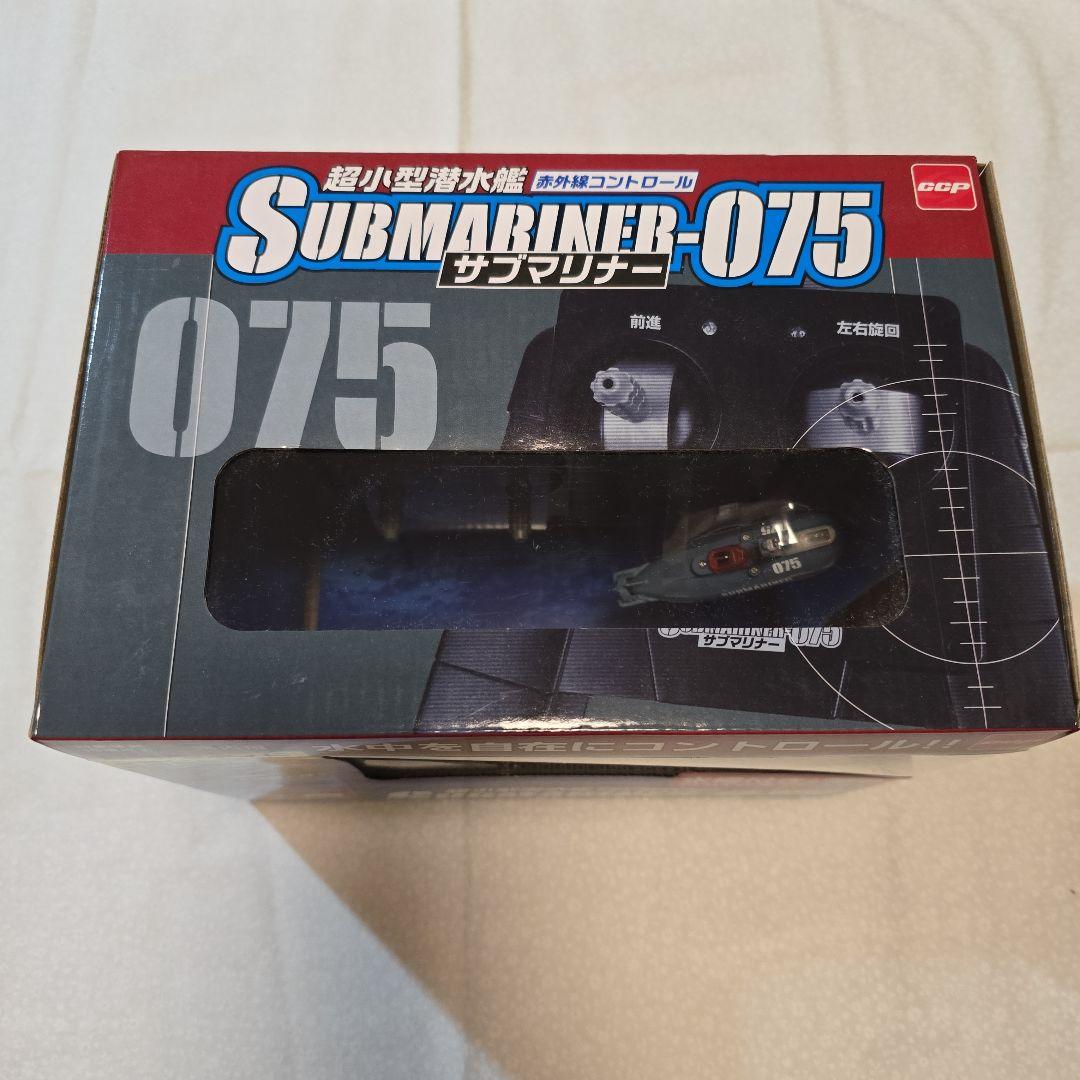 超小型潜水艦 赤外線コントロール
CCP
SUBMARINER-075
サブマリナー
075
前進
左右旋回
075
SUBMARINER
SUBMARINER-075
サブマリナー
水中を自在にコントロール!!